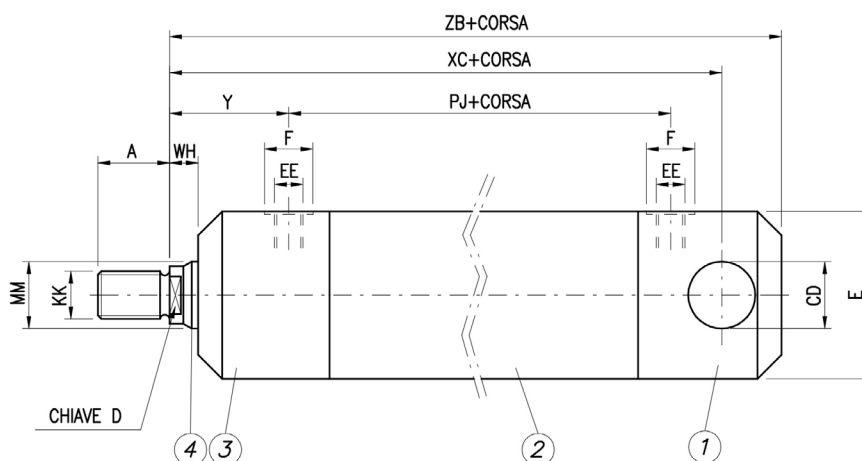 ZB+CORSA
XC+CORSA
Y
PJ+CORSA
A
WH
F
F
EE
EE
MM
KK
CD
E
CHIAVE D
4
3
2
1